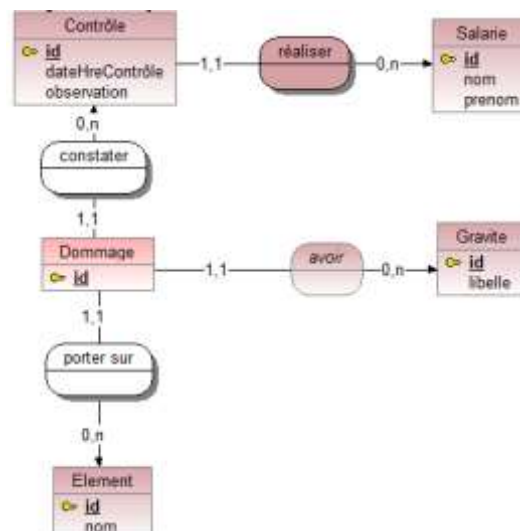 Contrôle
id
dateHreContrôle
observation
1,1
réaliser
0,n
Salarie
id
nom
prenom
0,n
constater
1,1
Dommage
id
1,1
avoir
0,n
Gravite
id
libelle
1,1
porter sur
0,n
Element
id
nom